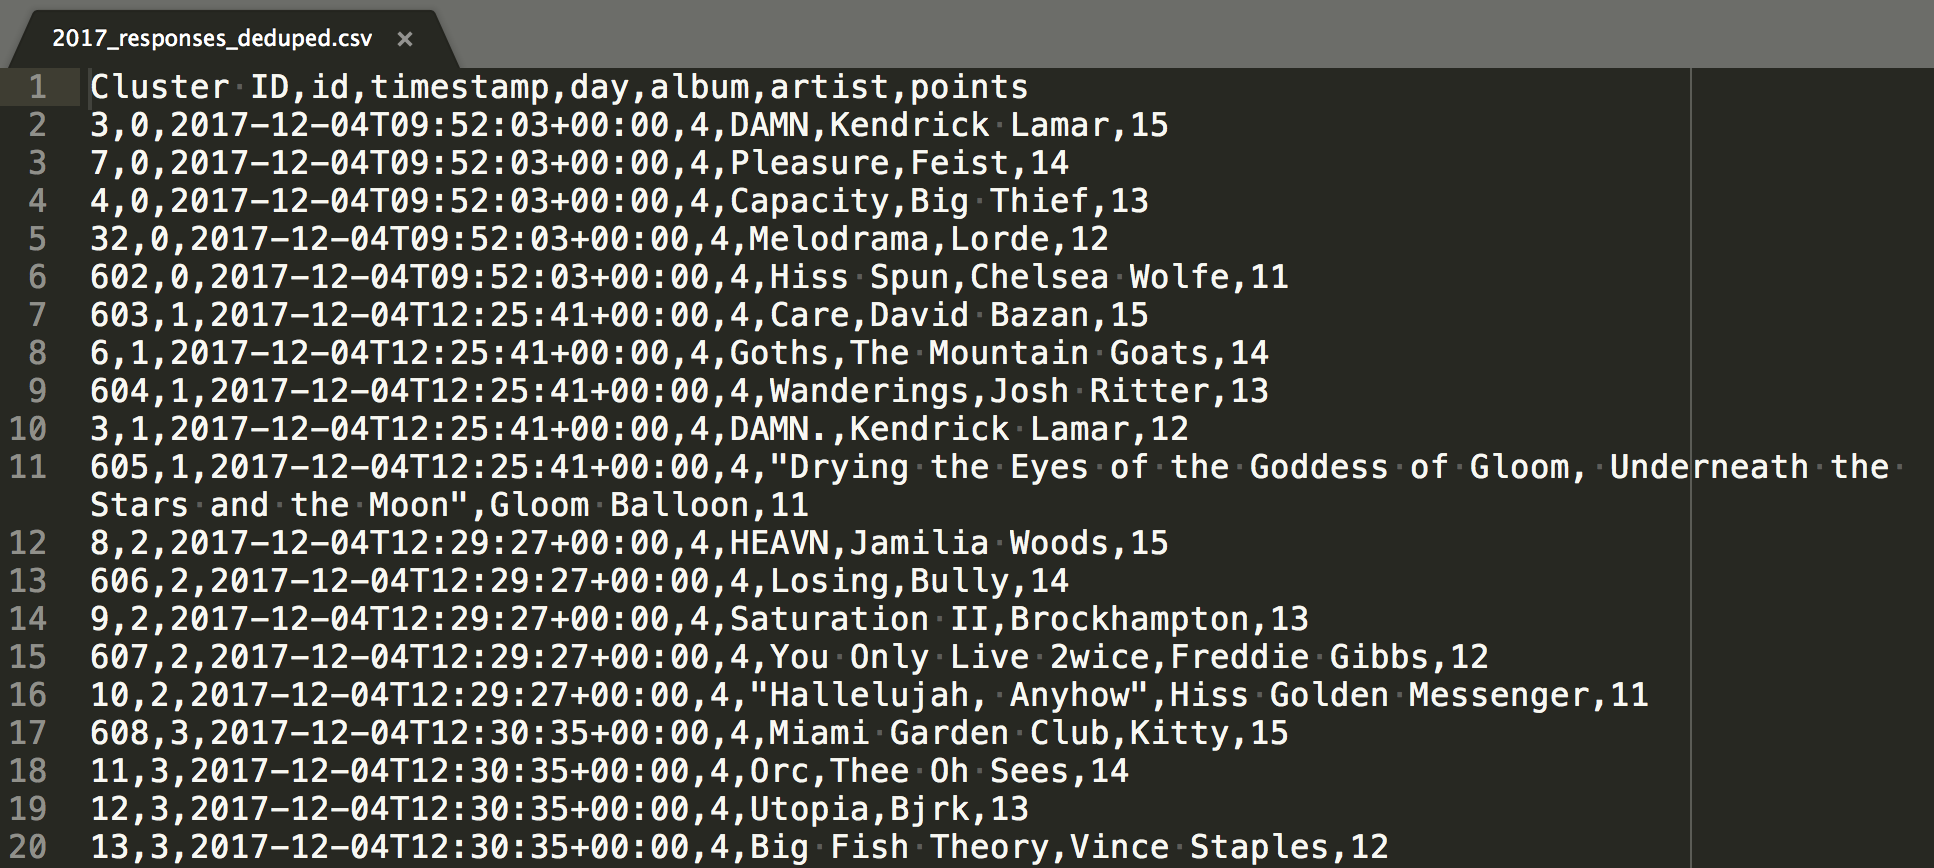 2017_responses_deduped.csv ×
1 Cluster ID,id,timestamp,day,album,artist,points
2 3,0,2017-12-04T09:52:03+00:00,4,DAMN,Kendrick Lamar,15
3 7,0,2017-12-04T09:52:03+00:00,4,Pleasure,Feist,14
4 4,0,2017-12-04T09:52:03+00:00,4,Capacity,Big Thief,13
5 32,0,2017-12-04T09:52:03+00:00,4,Melodrama,Lorde,12
6 602,0,2017-12-04T09:52:03+00:00,4,Hiss Spun,Chelsea Wolfe,11
7 603,1,2017-12-04T12:25:41+00:00,4,Care,David Bazan,15
8 6,1,2017-12-04T12:25:41+00:00,4,Goths,The Mountain Goats,14
9 604,1,2017-12-04T12:25:41+00:00,4,Wanderings,Josh Ritter,13
10 3,1,2017-12-04T12:25:41+00:00,4,DAMN.,Kendrick Lamar,12
11 605,1,2017-12-04T12:25:41+00:00,4,"Drying the Eyes of the Goddess of Gloom, Underneath the
Stars and the Moon",Gloom Balloon,11
12 8,2,2017-12-04T12:29:27+00:00,4,HEAVN,Jamilia Woods,15
13 606,2,2017-12-04T12:29:27+00:00,4,Losing,Bully,14
14 9,2,2017-12-04T12:29:27+00:00,4,Saturation II,Brockhampton,13
15 607,2,2017-12-04T12:29:27+00:00,4,You Only Live 2wice,Freddie Gibbs,12
16 10,2,2017-12-04T12:29:27+00:00,4,"Hallelujah, Anyhow",Hiss Golden Messenger,11
17 608,3,2017-12-04T12:30:35+00:00,4,Miami Garden Club,Kitty,15
18 11,3,2017-12-04T12:30:35+00:00,4,Orc,Thee Oh Sees,14
19 12,3,2017-12-04T12:30:35+00:00,4,Utopia,Bjrk,13
20 13,3,2017-12-04T12:30:35+00:00,4,Big Fish Theory,Vince Staples,12